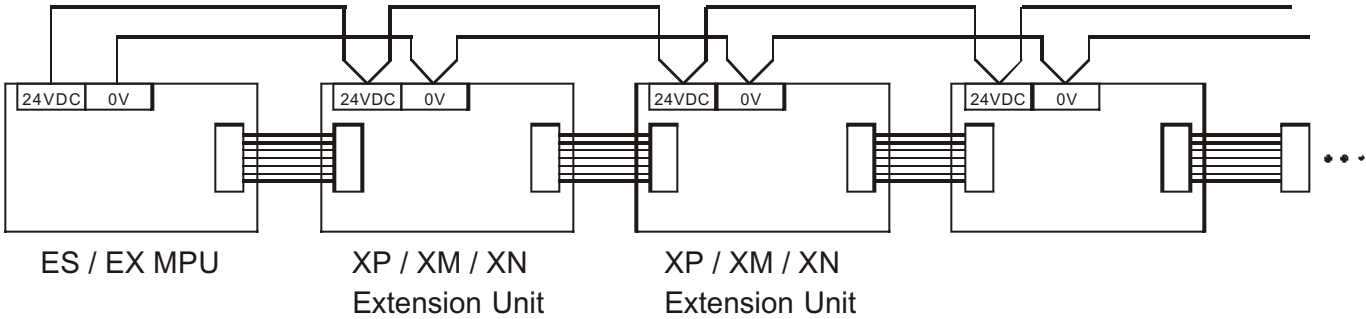 24VDC 0V 24VDC 0V 24VDC 0V 24VDC 0V
ES / EX MPU XP / XM / XN XP / XM / XN
Extension Unit Extension Unit